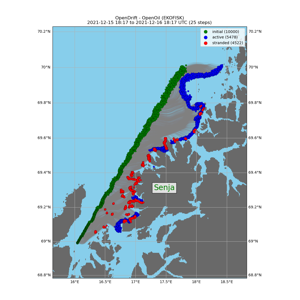 OpenDrift - OpenOil (EKOFISK)
2021-12-15 18:17 to 2021-12-16 18:17 UTC (25 steps)
initial (10000)
active (5478)
stranded (4522)
70.2°N
70.2°N
70°N
70°N
69.8°N
69.8°N
69.6°N
69.6°N
69.4°N
69.4°N
Senja
69.2°N
69.2°N
69°N
69°N
68.8°N
68.8°N
16°E
16.5°E
17°E
17.5°E
18°E
18.5°E